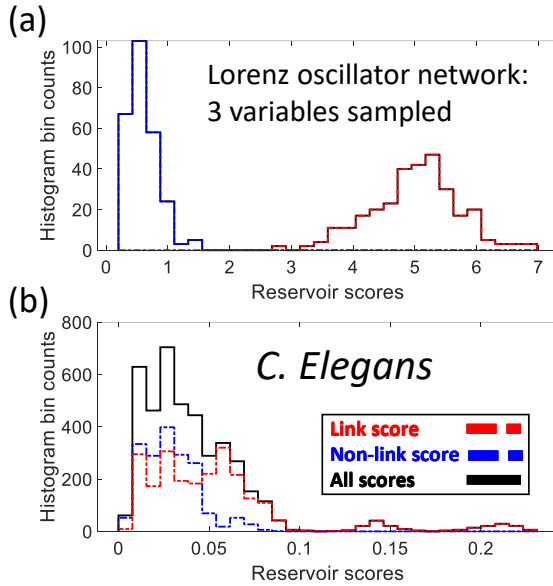 (a)
Histogram bin counts
100
80
60
40
20
0
Lorenz oscillator network:
3 variables sampled
0 1 2 3 4 5 6 7
Reservoir scores
(b)
Histogram bin counts
800
600
400
200
0
C. Elegans
Link score
Non-link score
All scores
0 0.05 0.1 0.15 0.2
Reservoir scores